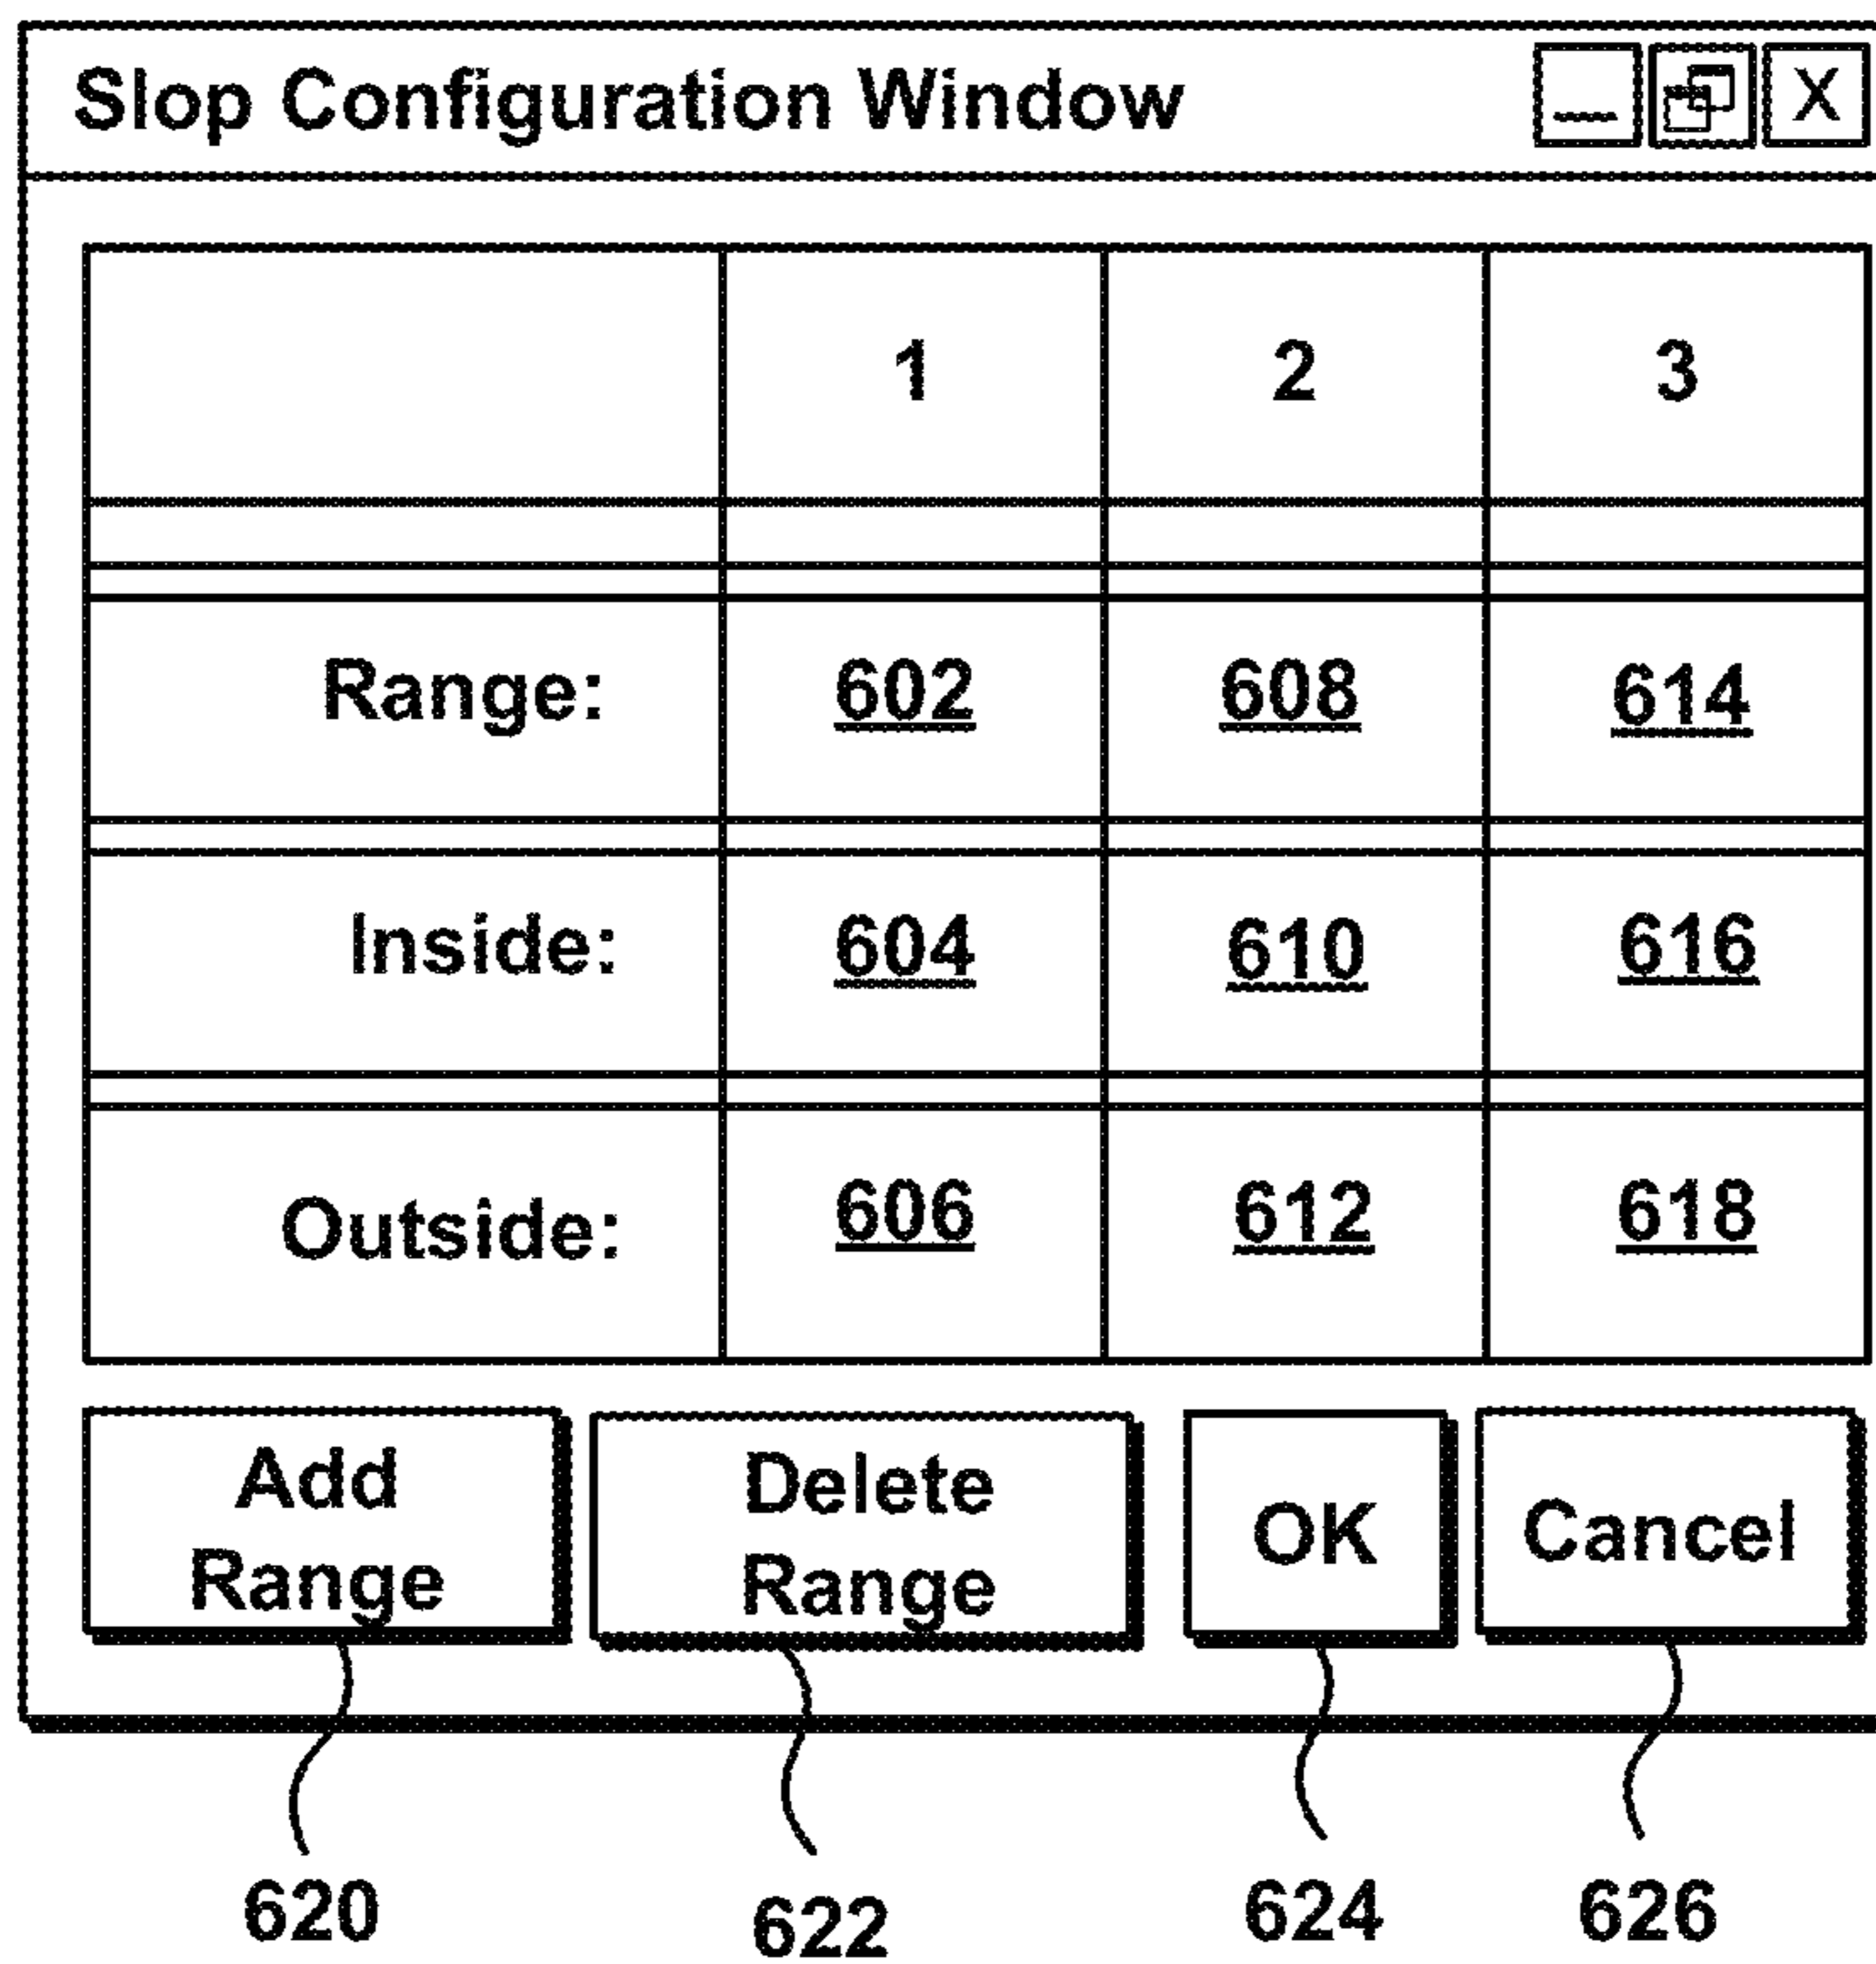 Slop Configuration Window X
1 2 3
Range: 602 608 614
Inside: 604 610 616
Outside: 606 612 618
Add
Range
Delete
Range
OK
Cancel
620 622 624 626